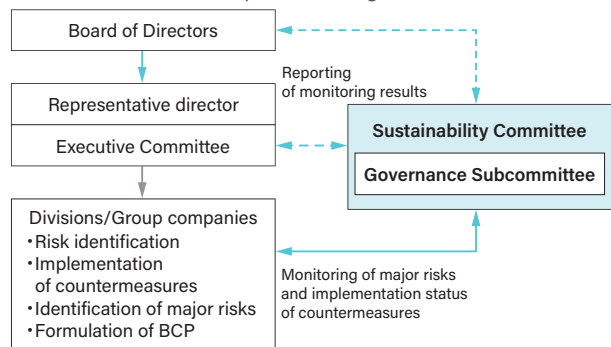 Board of Directors
Reporting
of monitoring results
Representative director
Executive Committee
Sustainability Committee
Governance Subcommittee
Divisions/Group companies
・Risk identification
・Implementation
of countermeasures
・Identification of major risks
・Formulation of BCP
Monitoring of major risks
and implementation status
of countermeasures